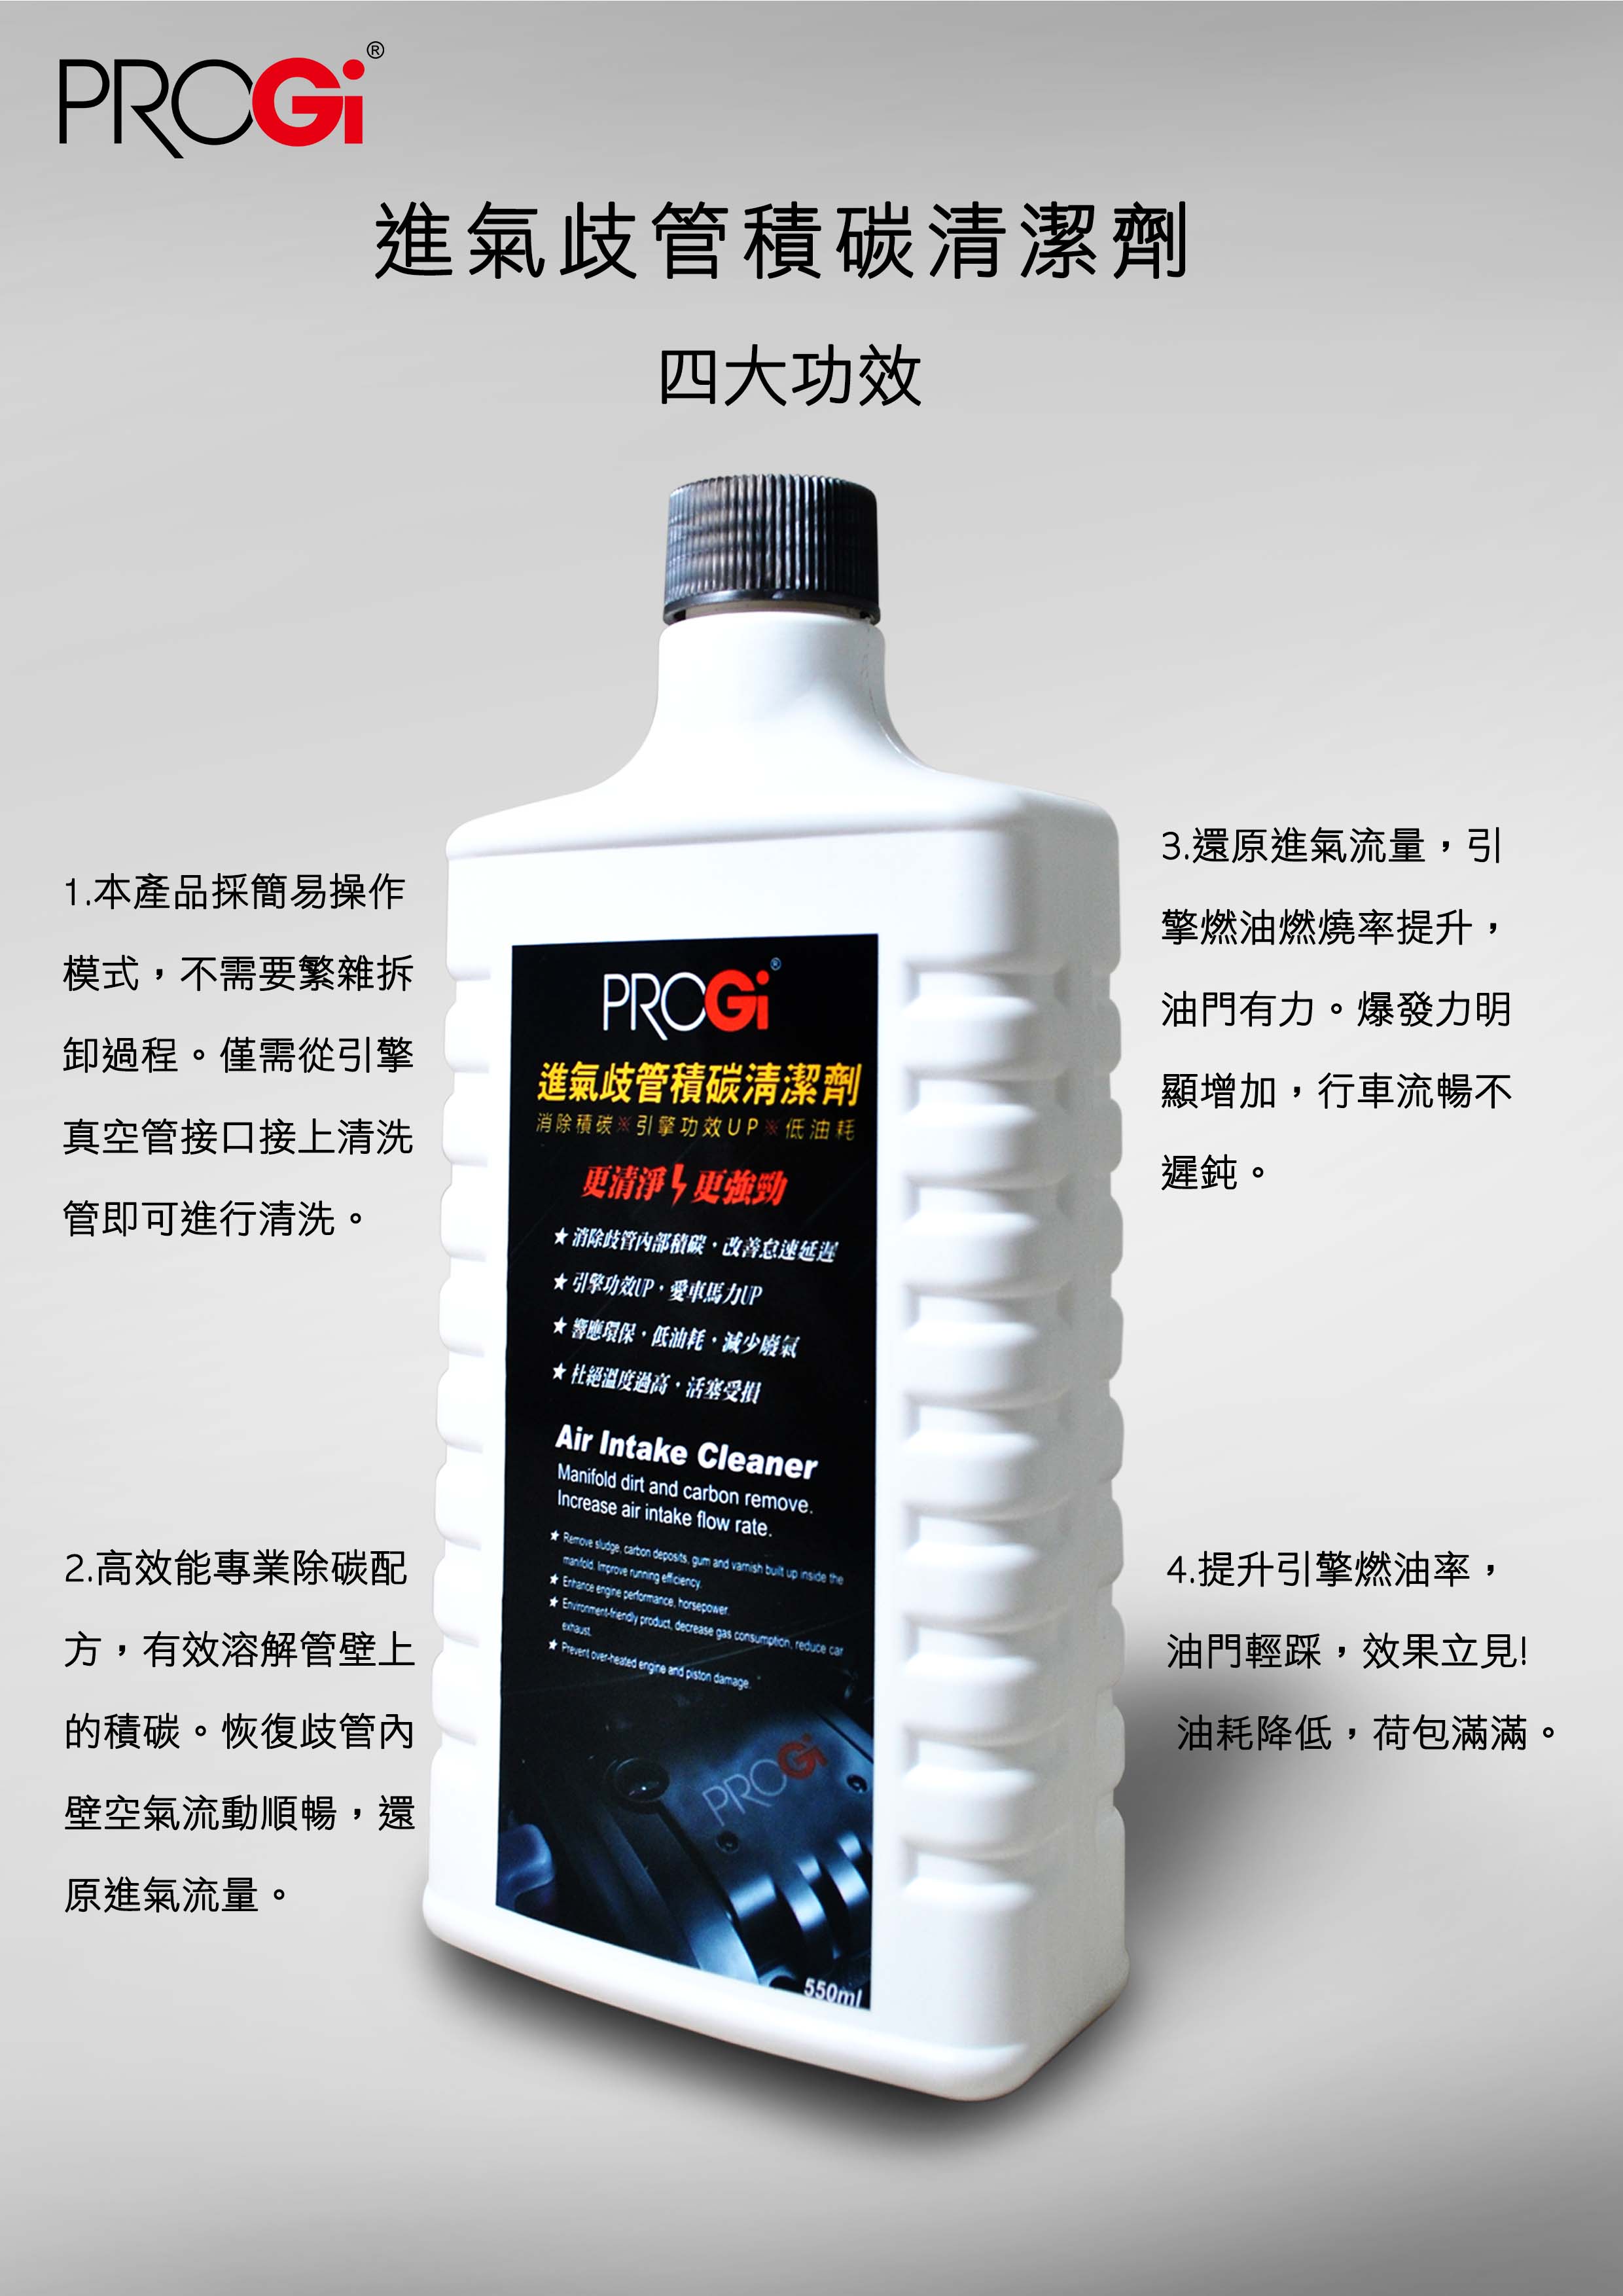 PROGi®
進氣歧管積碳清潔劑
四大功效
1.本產品採簡易操作
模式，不需要繁雜拆
卸過程。僅需從引擎
真空管接口接上清洗
管即可進行清洗。
2.高效能專業除碳配
方，有效溶解管壁上
的積碳。恢復歧管內
壁空氣流動順暢，還
原進氣流量。
3.還原進氣流量，引
擎燃油燃燒率提升，
油門有力。爆發力明
顯增加，行車流暢不
遲鈍。
4.提升引擎燃油率，
油門輕踩，效果立見!
油耗降低，荷包滿滿。
PROGi®
進氣歧管積碳清潔劑
消除積碳※引擎功效UP※低油耗
更清淨 更強勁
★ 消除歧管內部積碳，改善怠速延遲
★ 引擎功效UP，愛車馬力UP
★ 響應環保，低油耗，減少廢氣
★ 杜絕溫度過高，活塞受損
Air Intake Cleaner
Manifold dirt and carbon remove.
Increase air intake flow rate.
★ Remove sludge, carbon deposits, gum and varnish built up inside the
manifold. Improve running efficiency.
★ Enhance engine performance, horsepower.
★ Environment-friendly product, decrease gas consumption, reduce car
exhaust.
★ Prevent over-heated engine and piston damage.
PROGi
550ml